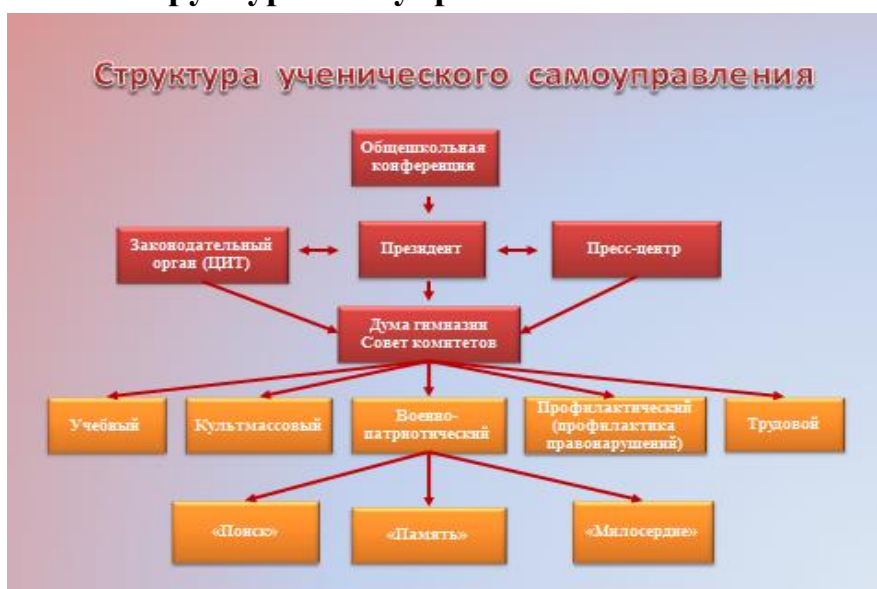 Структура ученического самоуправления
Общешкольная
конференция
Законодательный
орган (ЦИТ)
Президент
Пресс-центр
Дума гимназии
Совет комитетов
Учебный
Культмассовый
Военно-
патриотический
Профилактический
(профилактика
правонарушений)
Трудовой
«Поиск»
«Память»
«Милосердие»